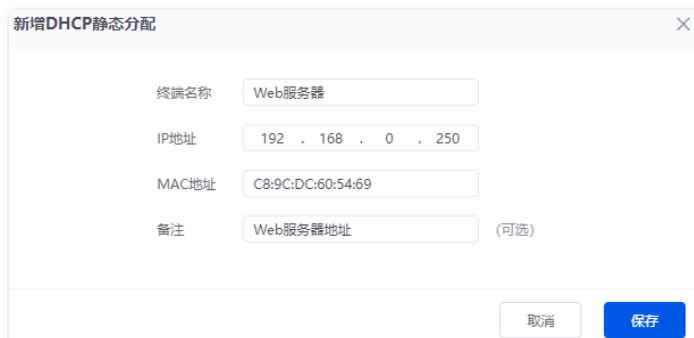 新增DHCP静态分配
终端名称 Web服务器
IP地址 192 . 168 . 0 . 250
MAC地址 C8:9C:DC:60:54:69
备注 Web服务器地址 (可选)
取消 保存